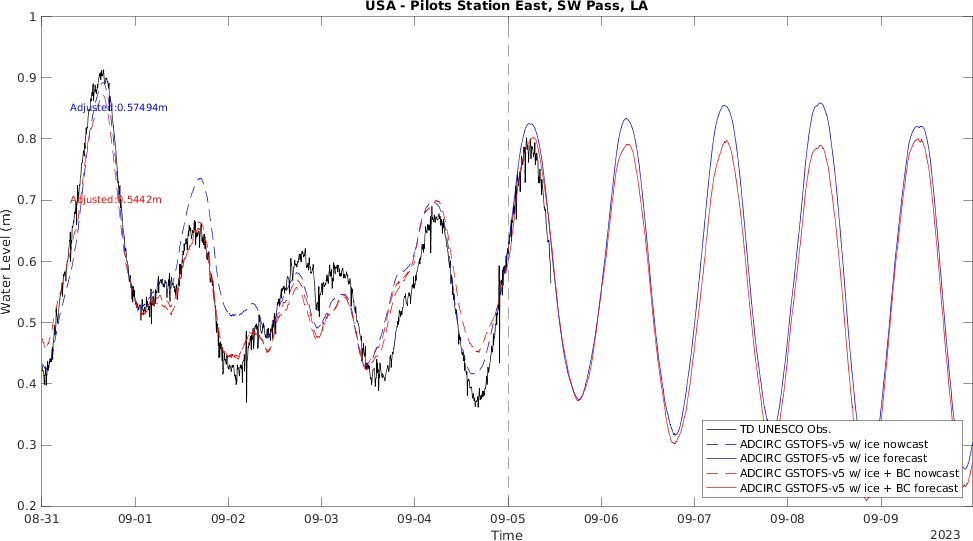 USA - Pilots Station East, SW Pass, LA
1
0.9
0.8
0.7
0.6
0.5
0.4
0.3
0.2
Water Level (m)
Adjusted:0.57494m
Adjusted:0.5442m
TD UNESCO Obs.
ADCIRC GSTOFS-v5 w/ ice nowcast
ADCIRC GSTOFS-v5 w/ ice forecast
ADCIRC GSTOFS-v5 w/ ice + BC nowcast
ADCIRC GSTOFS-v5 w/ ice + BC forecast
08-31 09-01 09-02 09-03 09-04 09-05 09-06 09-07 09-08 09-09
Time
2023